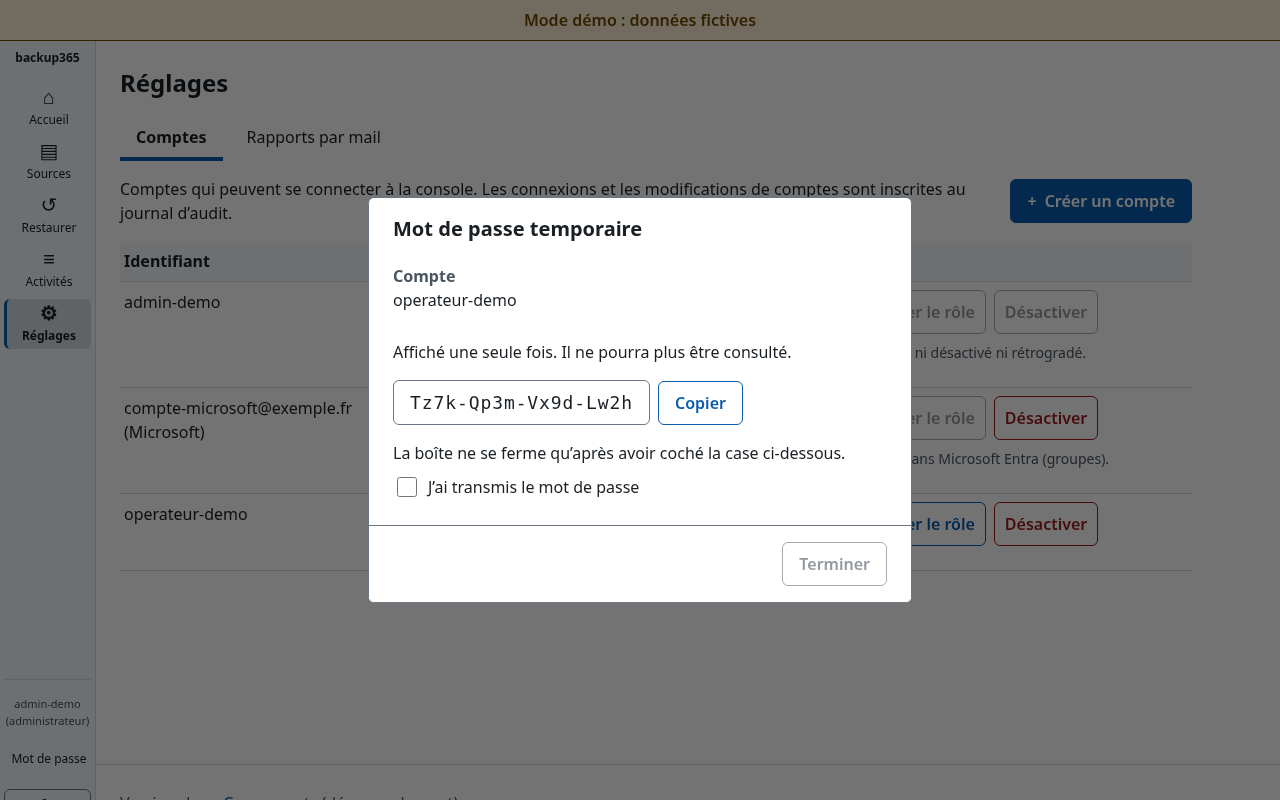 Mode démo : données fictives
backup365
Accueil
Sources
Restaurer
Activités
Réglages
admin-demo
(administrateur)
Mot de passe
Réglages
Comptes
Rapports par mail
Comptes qui peuvent se connecter à la console. Les connexions et les modifications de comptes sont inscrites au
journal d’audit.
+ Créer un compte
Identifiant
admin-demo
er le rôle
Désactiver
ni désactivé ni rétrogradé.
compte-microsoft@exemple.fr
(Microsoft)
er le rôle
Désactiver
ans Microsoft Entra (groupes).
operateur-demo
er le rôle
Désactiver
Mot de passe temporaire
Compte
operateur-demo
Affiché une seule fois. Il ne pourra plus être consulté.
Tz7k-Qp3m-Vx9d-Lw2h
Copier
La boîte ne se ferme qu’après avoir coché la case ci-dessous.
J’ai transmis le mot de passe
Terminer